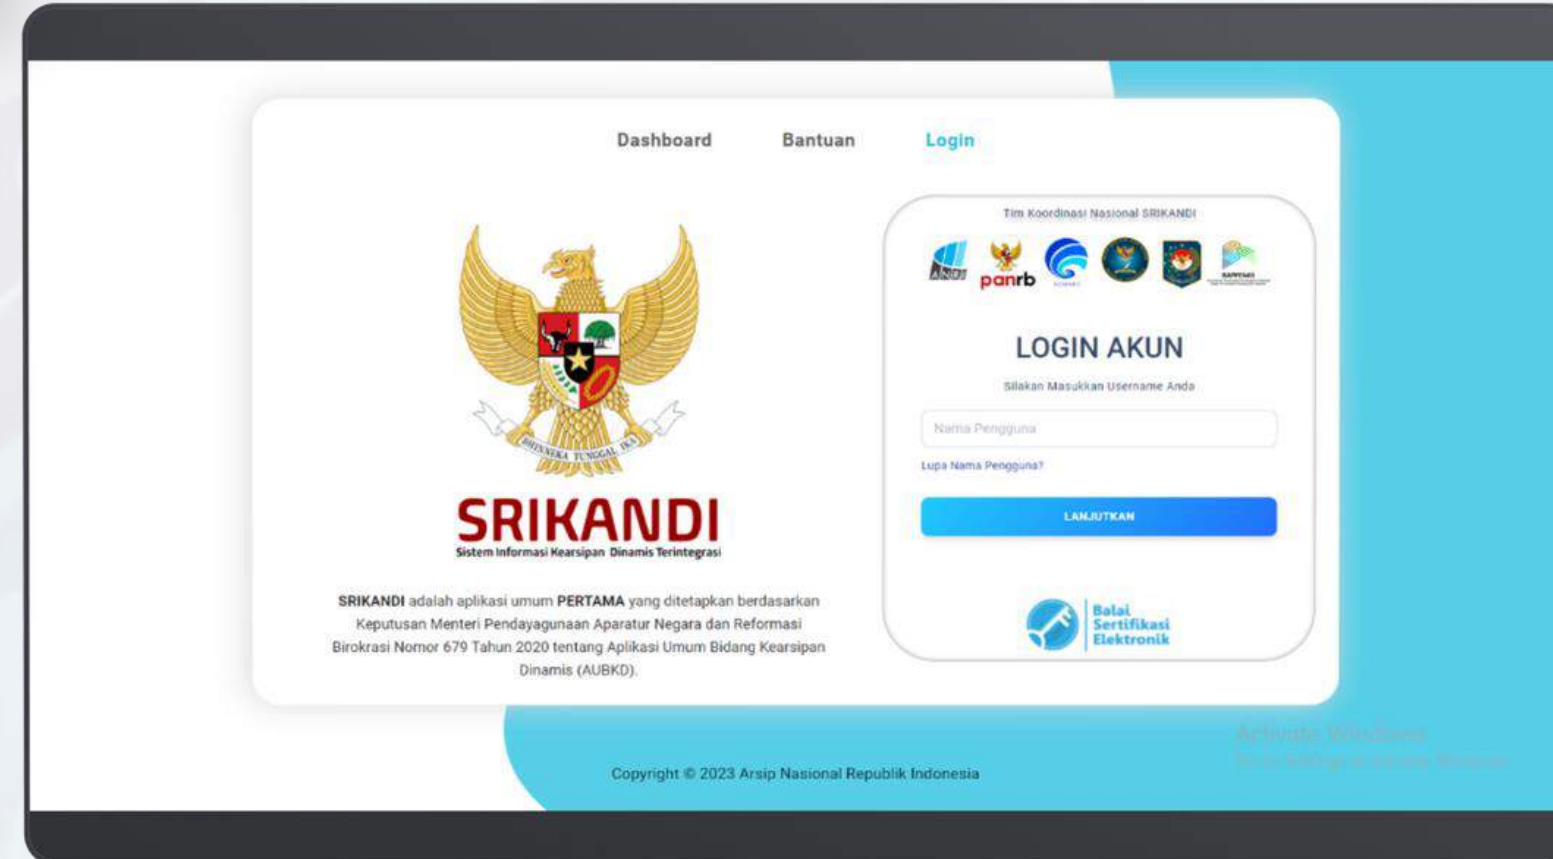 Dashboard Bantuan Login
Tim Koordinasi Nasional SRIKANDI
ANRI
panrb
KOMINFO
BAPPENAS
BHINNEKA TUNGGAL IKA
SRIKANDI
Sistem Informasi Kearsipan Dinamis Terintegrasi
SRIKANDI adalah aplikasi umum PERTAMA yang ditetapkan berdasarkan
Keputusan Menteri Pendayagunaan Aparatur Negara dan Reformasi
Birokrasi Nomor 679 Tahun 2020 tentang Aplikasi Umum Bidang Kearsipan
Dinamis (AUBKD).
LOGIN AKUN
Silakan Masukkan Username Anda
Nama Pengguna
Lupa Nama Pengguna?
LANJUTKAN
Balai
Sertifikasi
Elektronik
Activate Windows
Copyright © 2023 Arsip Nasional Republik Indonesia